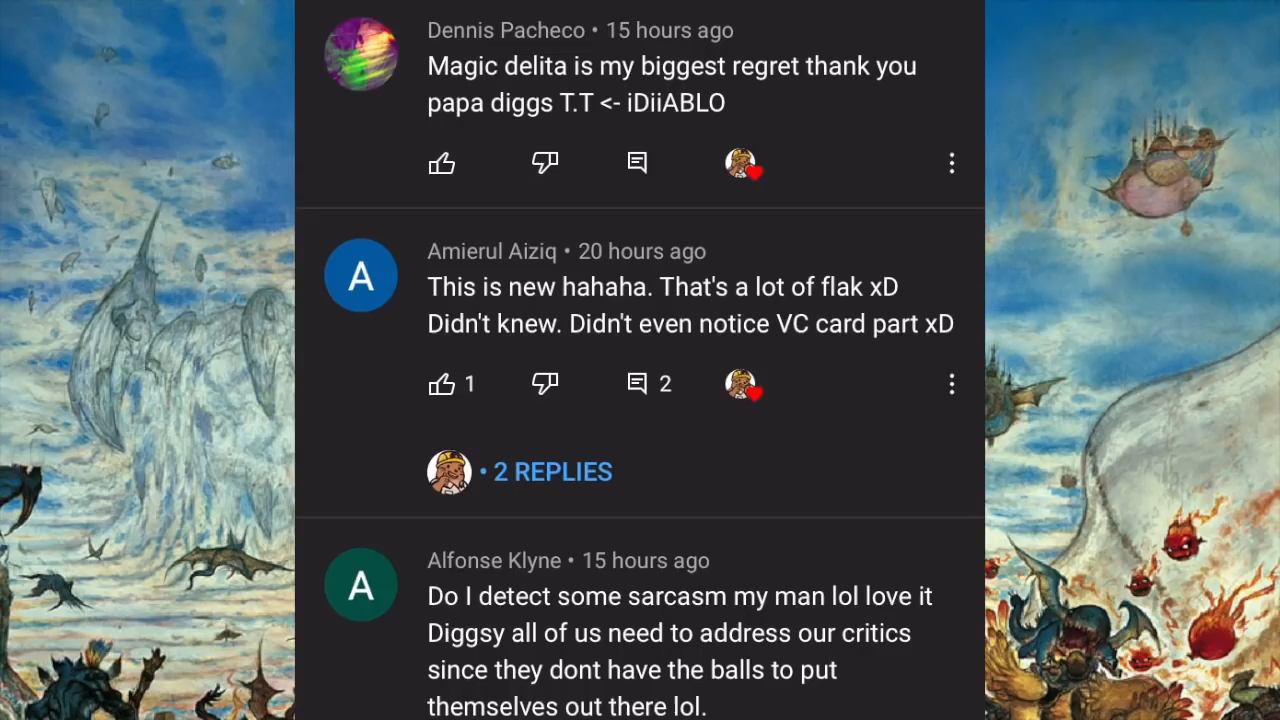 Dennis Pacheco • 15 hours ago
Magic delita is my biggest regret thank you
papa diggs T.T <- iDiiABLO
A
Amierul Aiziq • 20 hours ago
This is new hahaha. That's a lot of flak xD
Didn't knew. Didn't even notice VC card part xD
1
2
• 2 REPLIES
A
Alfonse Klyne • 15 hours ago
Do I detect some sarcasm my man lol love it
Diggsy all of us need to address our critics
since they dont have the balls to put
themselves out there lol.